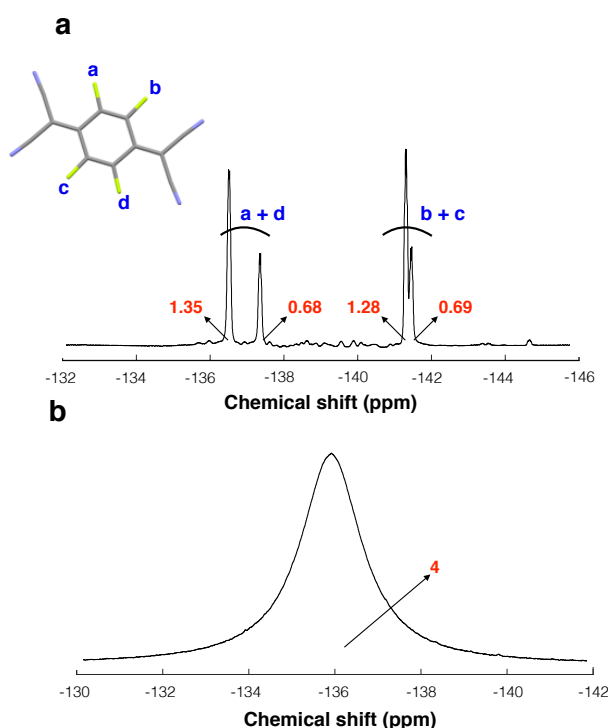 a
a
b
c
d
a + d
b + c
1.35
0.68
1.28
0.69
-132 -134 -136 -138 -140 -142 -144 -146
Chemical shift (ppm)
b
4
-130 -132 -134 -136 -138 -140 -142
Chemical shift (ppm)